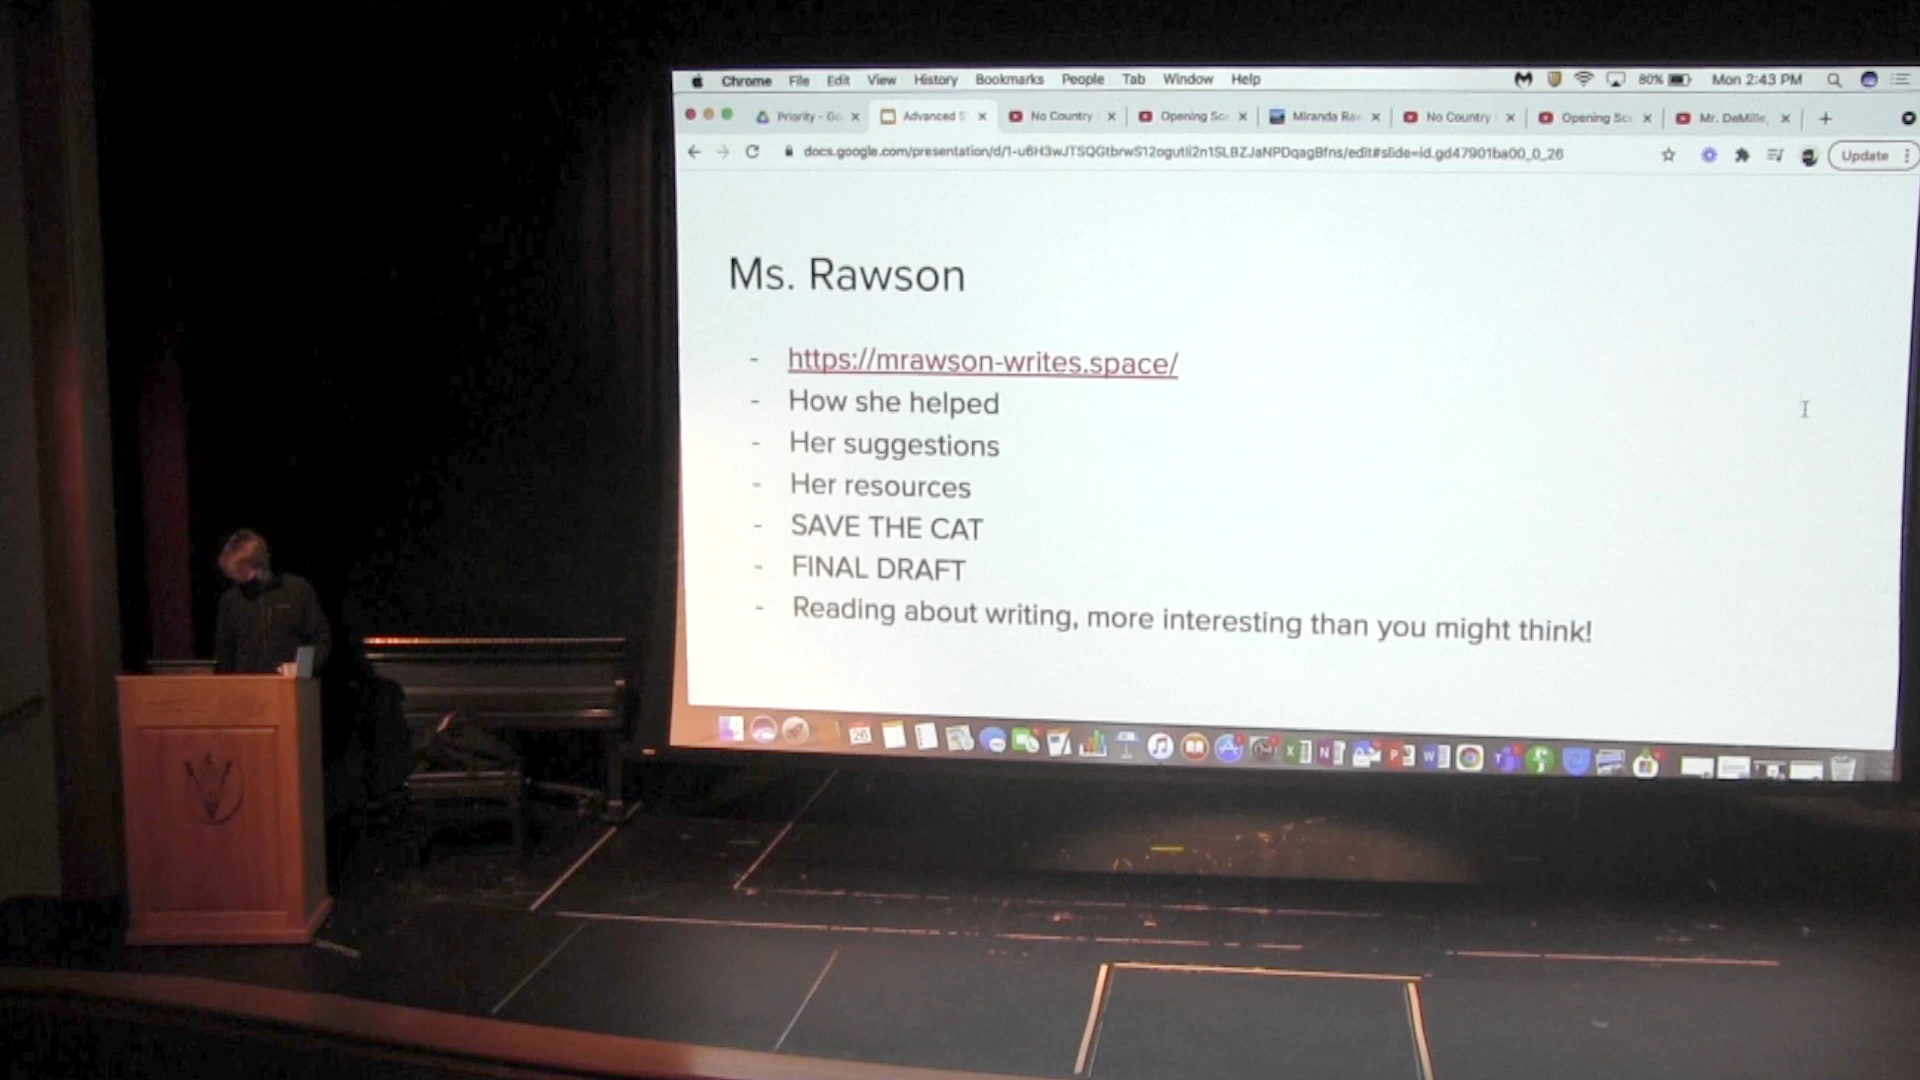 Chrome File Edit View History Bookmarks People Tab Window Help 80% Mon 2:43 PM
Priority - Go Advanced S No Country Opening Sc Miranda Ra No Country Opening Sc Mr. DeMille, +
docs.google.com/presentation/d/1-u6H3wJTSQGtbrwS12ogutli2n1SLBZJaNPDqagBfns/edit#slide=id.gd47901ba00_0_26 Update
Ms. Rawson
- https://mrawson-writes.space/
- How she helped
- Her suggestions
- Her resources
- SAVE THE CAT
- FINAL DRAFT
- Reading about writing, more interesting than you might think!
26